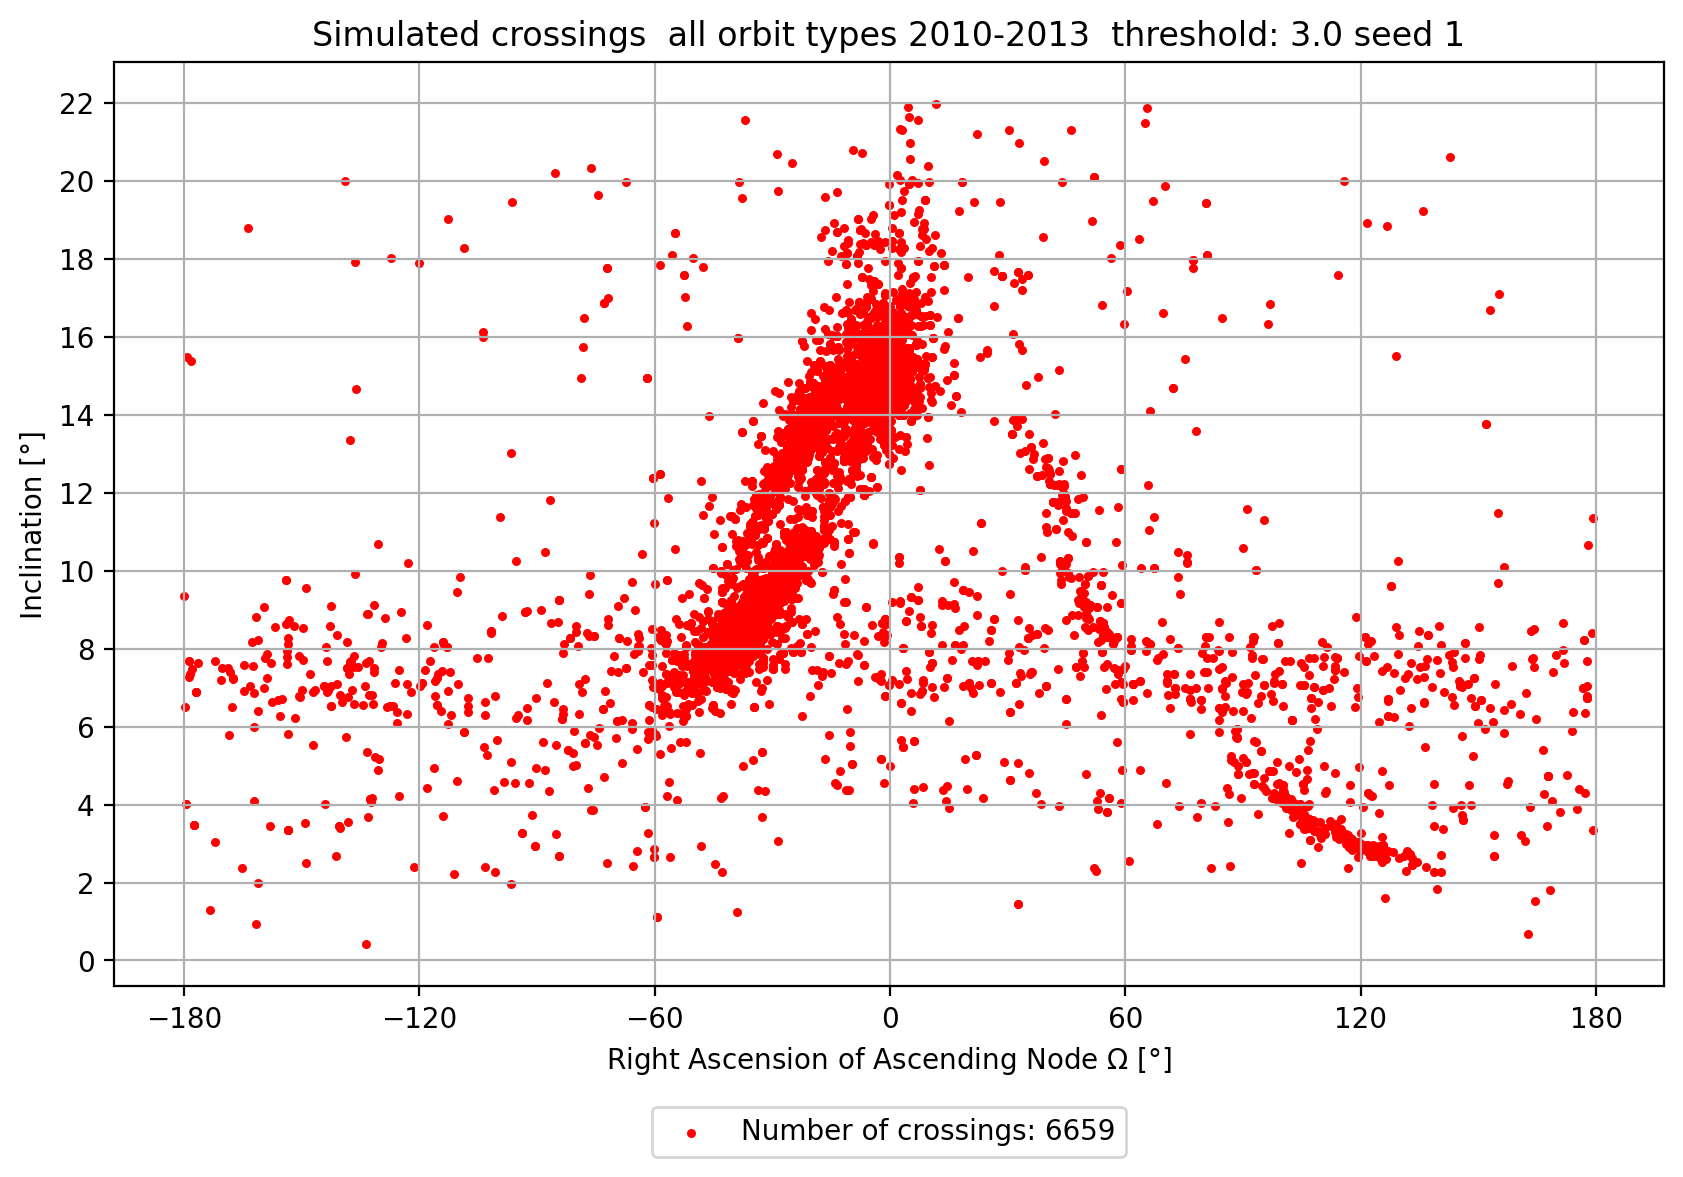 Simulated crossings  all orbit types 2010-2013  threshold: 3.0 seed 1
22
20
18
16
14
12
10
8
6
4
2
0
Inclination [°]
−180 −120 −60 0 60 120 180
Right Ascension of Ascending Node Ω [°]
Number of crossings: 6659